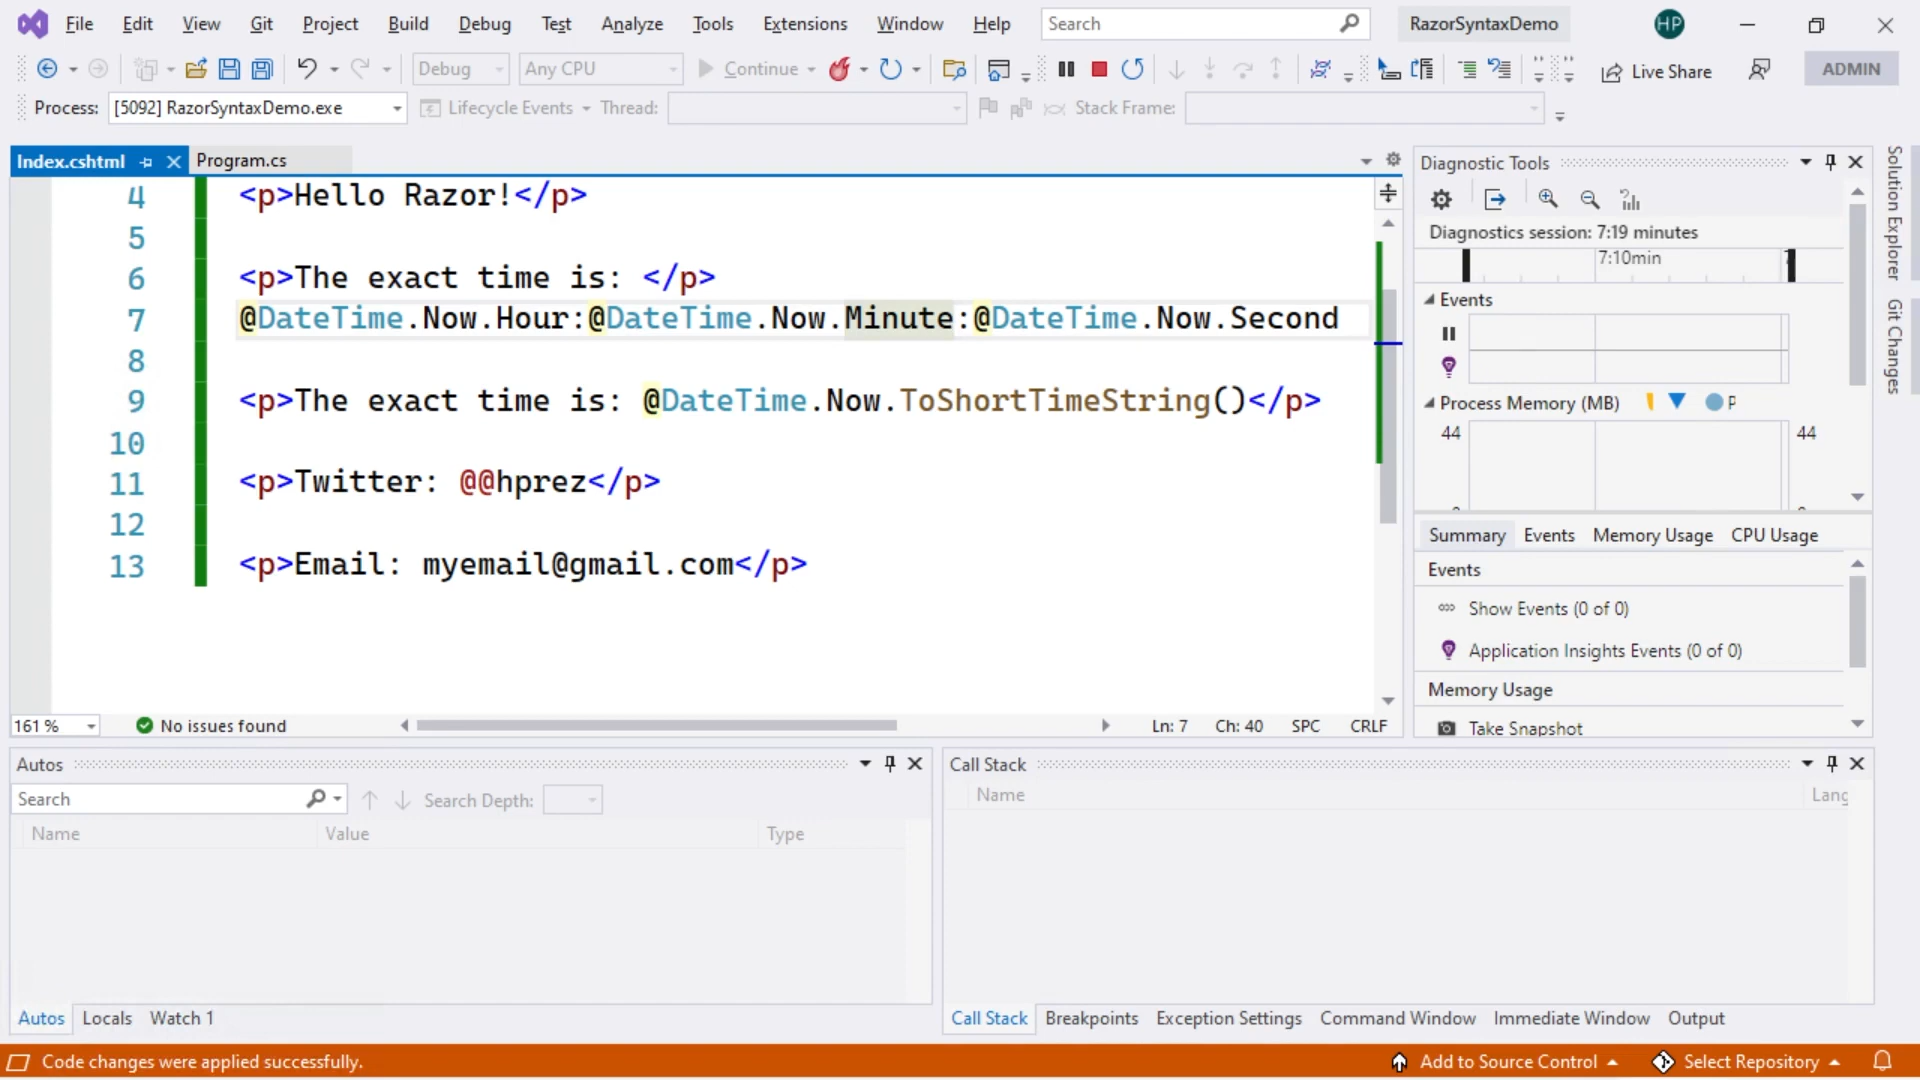 File Edit View Git Project Build Debug Test Analyze Tools Extensions Window Help Search RazorSyntaxDemo HP
Debug Any CPU Continue Live Share ADMIN
Process: [5092] RazorSyntaxDemo.exe Lifecycle Events Thread: Stack Frame:
Index.cshtml Program.cs
4 <p>Hello Razor!</p>
5
6 <p>The exact time is: </p>
7 @DateTime.Now.Hour:@DateTime.Now.Minute:@DateTime.Now.Second
8
9 <p>The exact time is: @DateTime.Now.ToShortTimeString()</p>
10
11 <p>Twitter: @@hprez</p>
12
13 <p>Email: myemail@gmail.com</p>
161 % No issues found Ln: 7 Ch: 40 SPC CRLF
Diagnostic Tools
Diagnostics session: 7:19 minutes
7:10min
Events
Process Memory (MB) P
44 44
Summary Events Memory Usage CPU Usage
Events
Show Events (0 of 0)
Application Insights Events (0 of 0)
Memory Usage
Take Snapshot
Solution Explorer
Git Changes
Autos
Search Search Depth:
Name Value Type
Autos Locals Watch 1
Call Stack
Name Lang
Call Stack Breakpoints Exception Settings Command Window Immediate Window Output
Code changes were applied successfully. Add to Source Control Select Repository